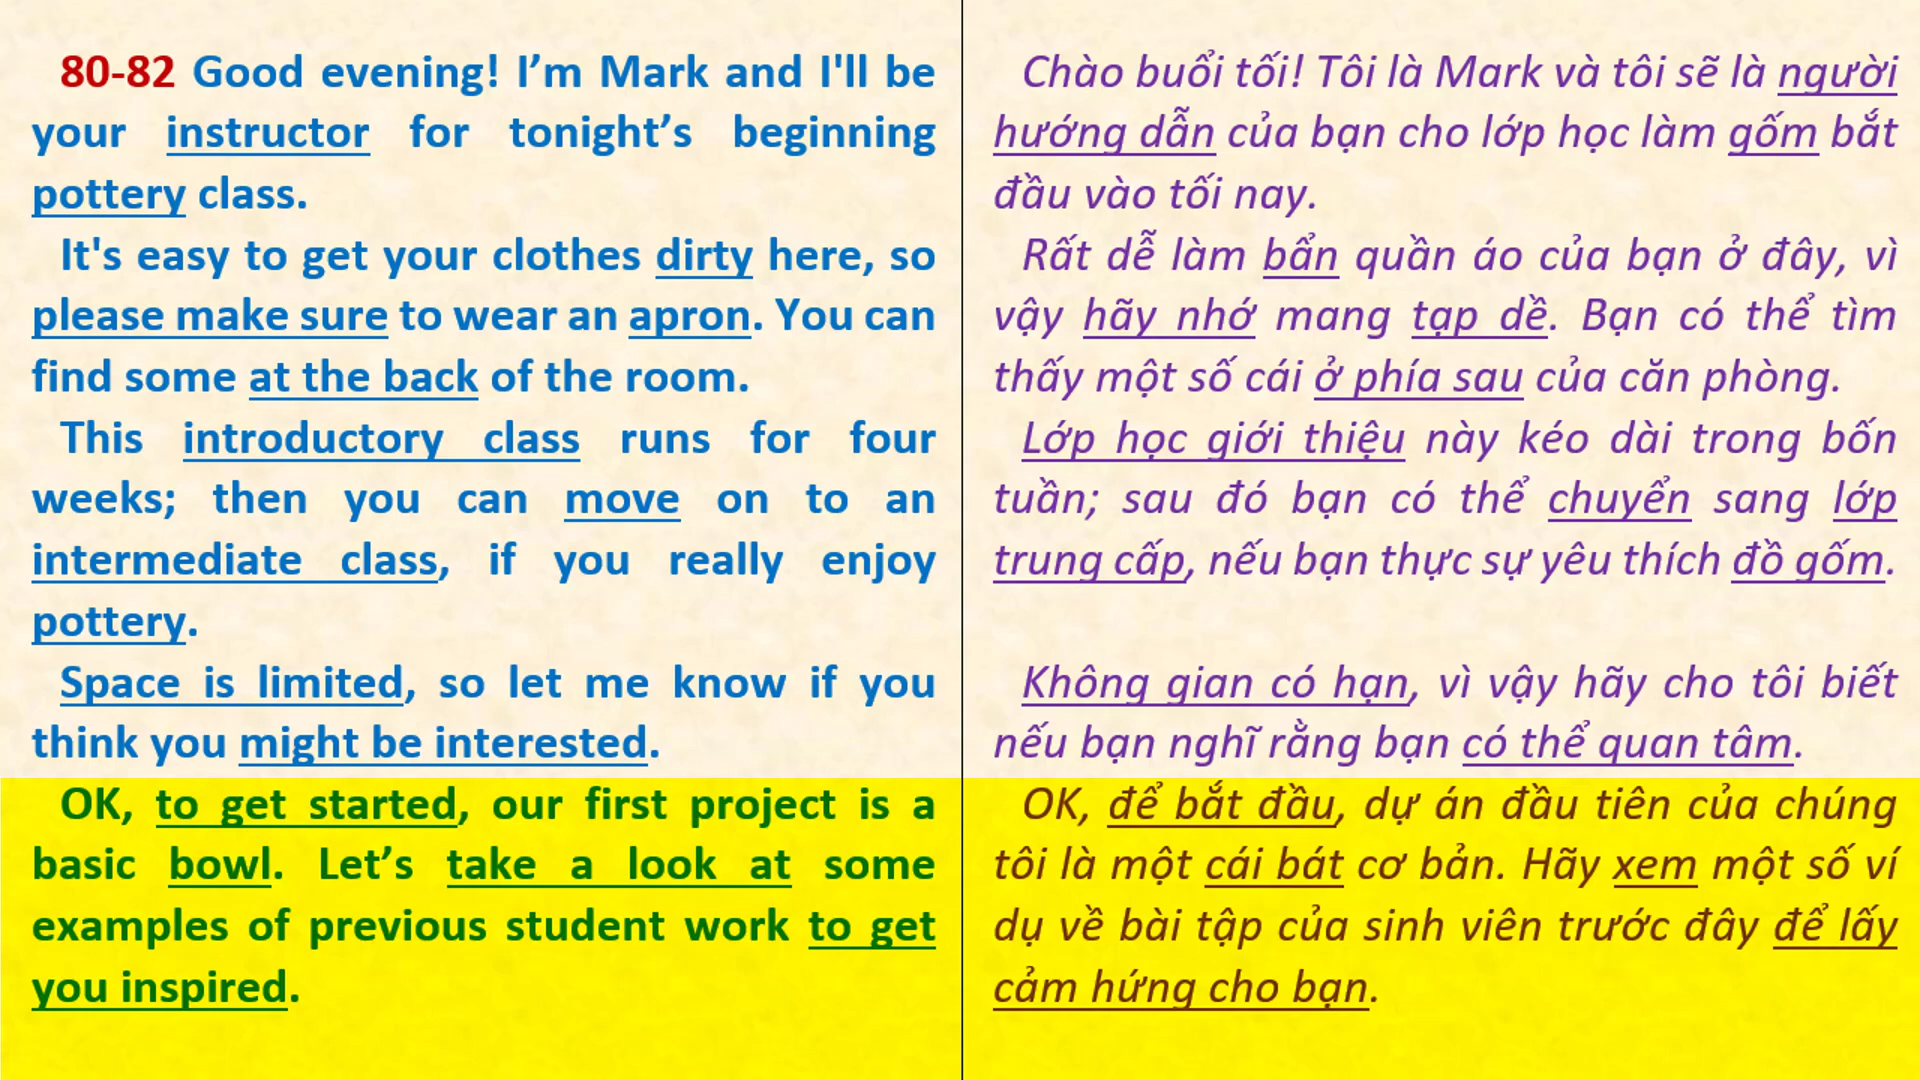 80-82 Good evening! I’m Mark and I'll be
your instructor for tonight’s beginning
pottery class.
It's easy to get your clothes dirty here, so
please make sure to wear an apron. You can
find some at the back of the room.
This introductory class runs for four
weeks; then you can move on to an
intermediate class, if you really enjoy
pottery.
Space is limited, so let me know if you
think you might be interested.
OK, to get started, our first project is a
basic bowl. Let’s take a look at some
examples of previous student work to get
you inspired.
Chào buổi tối! Tôi là Mark và tôi sẽ là người
hướng dẫn của bạn cho lớp học làm gốm bắt
đầu vào tối nay.
Rất dễ làm bẩn quần áo của bạn ở đây, vì
vậy hãy nhớ mang tạp dề. Bạn có thể tìm
thấy một số cái ở phía sau của căn phòng.
Lớp học giới thiệu này kéo dài trong bốn
tuần; sau đó bạn có thể chuyển sang lớp
trung cấp, nếu bạn thực sự yêu thích đồ gốm.
Không gian có hạn, vì vậy hãy cho tôi biết
nếu bạn nghĩ rằng bạn có thể quan tâm.
OK, để bắt đầu, dự án đầu tiên của chúng
tôi là một cái bát cơ bản. Hãy xem một số ví
dụ về bài tập của sinh viên trước đây để lấy
cảm hứng cho bạn.